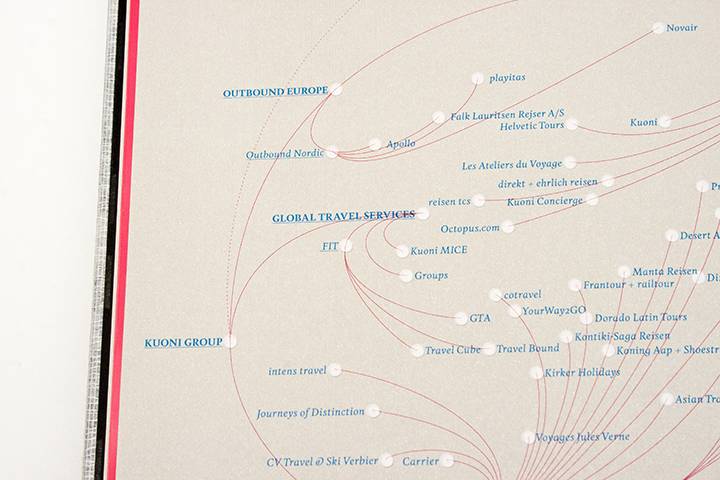 Novair
playitas
OUTBOUND EUROPE
Falk Lauritsen Rejser A/S
Helvetic Tours
Kuoni
Outbound Nordic
Apollo
Les Ateliers du Voyage
direkt + ehrlich reisen
reisen tcs
Kuoni Concierge
GLOBAL TRAVEL SERVICES
Octopus.com
Desert A
FIT
Kuoni MICE
Groups
Manta Reisen
Frantour + railtour
cotravel
YourWay2GO
GTA
Dorado Latin Tours
Kontiki-Saga Reisen
KUONI GROUP
Travel Cube
Travel Bound
Koning Aap + Shoestr
intens travel
Kirker Holidays
Journeys of Distinction
Asian Tra
Voyages Jules Verne
CV Travel & Ski Verbier
Carrier